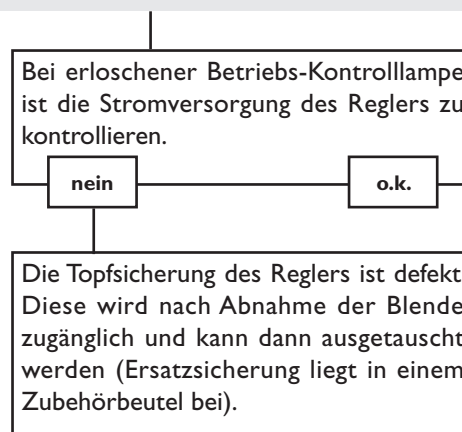 Bei erloschener Betriebs-Kontrolllampe
ist die Stromversorgung des Reglers zu
kontrollieren.
nein
o.k.
Die Topfsicherung des Reglers ist defekt.
Diese wird nach Abnahme der Blende
zugänglich und kann dann ausgetauscht
werden (Ersatzsicherung liegt in einem
Zubehörbeutel bei).